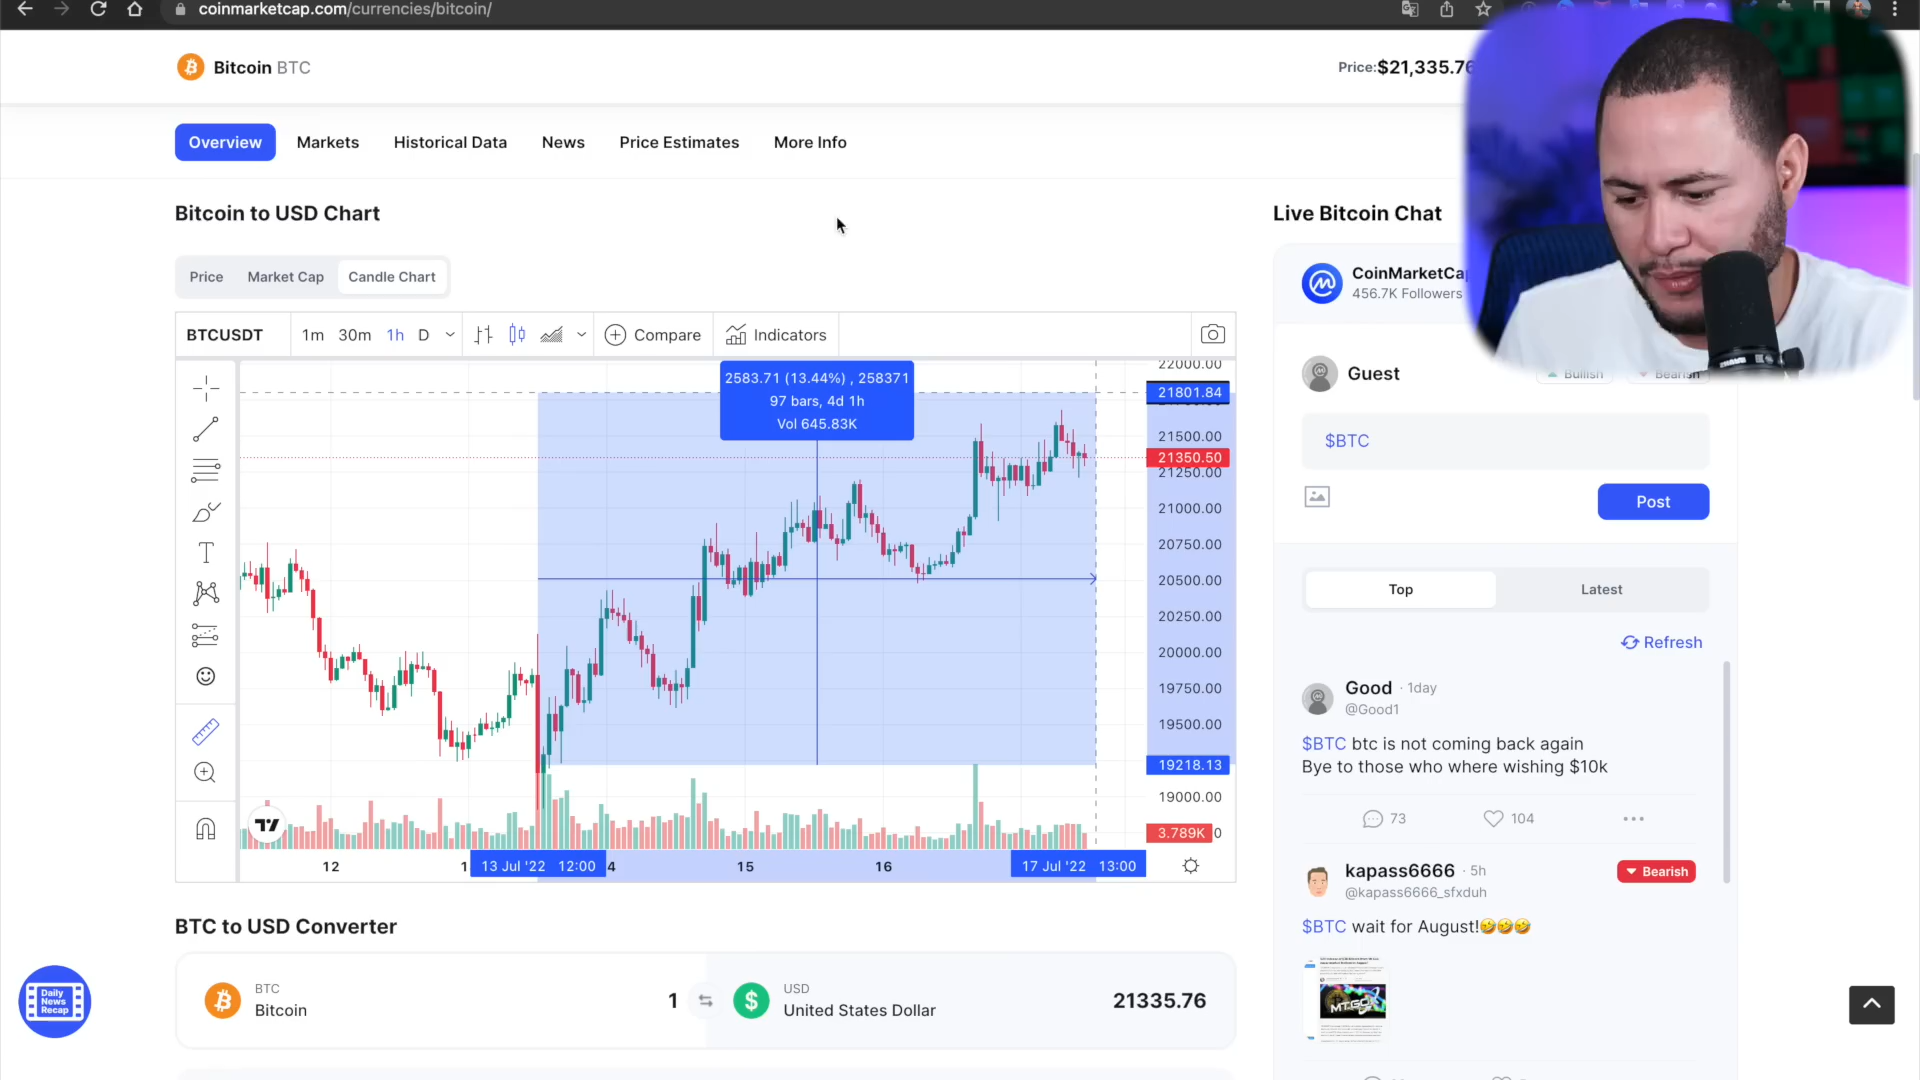 coinmarketcap.com/currencies/bitcoin/
Bitcoin BTC
Price:$21,335.76
Overview
Markets
Historical Data
News
Price Estimates
More Info
Bitcoin to USD Chart
Live Bitcoin Chat
Price
Market Cap
Candle Chart
CoinMarketCap
456.7K Followers
BTCUSDT
1m
30m
1h
D
Compare
Indicators
Guest
Bullish
Bearish
2583.71 (13.44%) , 258371
97 bars, 4d 1h
Vol 645.83K
22000.00
21801.84
21500.00
21350.50
21250.00
21000.00
20750.00
20500.00
20250.00
20000.00
19750.00
19500.00
19218.13
19000.00
3.789K
0
12
1
13 Jul '22 12:00
4
15
16
17 Jul '22 13:00
$BTC
Post
Top
Latest
Refresh
Good · 1day
@Good1
$BTC btc is not coming back again
Bye to those who where wishing $10k
73
104
kapass6666 · 5h
Bearish
@kapass6666_sfxduh
$BTC wait for August!🤣🤣🤣
MT.GOX
BTC to USD Converter
BTC
Bitcoin
1
USD
United States Dollar
21335.76
Daily
News
Recap